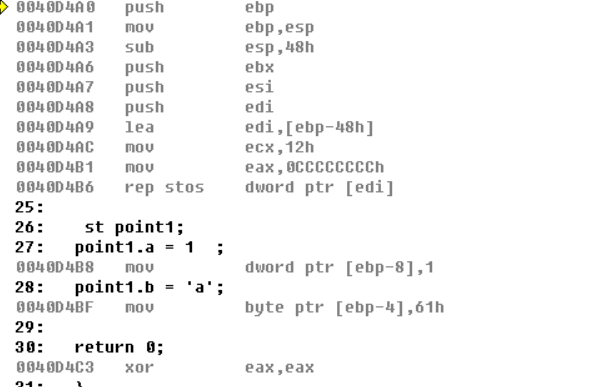 0040D4A0 push ebp
0040D4A1 mov ebp,esp
0040D4A3 sub esp,48h
0040D4A6 push ebx
0040D4A7 push esi
0040D4A8 push edi
0040D4A9 lea edi,[ebp-48h]
0040D4AC mov ecx,12h
0040D4B1 mov eax,0CCCCCCCCh
0040D4B6 rep stos dword ptr [edi]
25:
26: st point1;
27: point1.a = 1 ;
0040D4B8 mov dword ptr [ebp-8],1
28: point1.b = 'a';
0040D4BF mov byte ptr [ebp-4],61h
29:
30: return 0;
0040D4C3 xor eax,eax
31: }